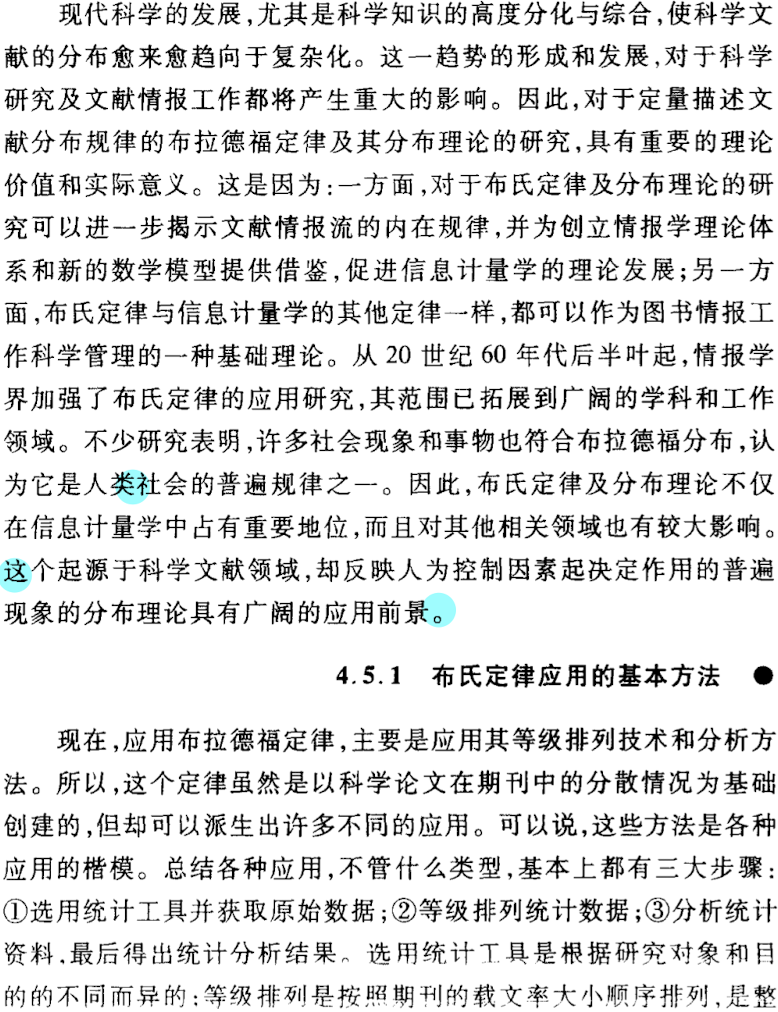 现代科学的发展,尤其是科学知识的高度分化与综合,使科学文
献的分布愈来愈趋向于复杂化。这一趋势的形成和发展,对于科学
研究及文献情报工作都将产生重大的影响。因此,对于定量描述文
献分布规律的布拉德福定律及其分布理论的研究,具有重要的理论
价值和实际意义。这是因为:一方面,对于布氏定律及分布理论的研
究可以进一步揭示文献情报流的内在规律,并为创立情报学理论体
系和新的数学模型提供借鉴,促进信息计量学的理论发展;另一方
面,布氏定律与信息计量学的其他定律一样,都可以作为图书情报工
作科学管理的一种基础理论。从 20 世纪 60 年代后半叶起,情报学
界加强了布氏定律的应用研究,其范围已拓展到广阔的学科和工作
领域。不少研究表明,许多社会现象和事物也符合布拉德福分布,认
为它是人类社会的普遍规律之一。因此,布氏定律及分布理论不仅
在信息计量学中占有重要地位,而且对其他相关领域也有较大影响。
这个起源于科学文献领域,却反映人为控制因素起决定作用的普遍
现象的分布理论具有广阔的应用前景。
4.5.1 布氏定律应用的基本方法 ●
现在,应用布拉德福定律,主要是应用其等级排列技术和分析方
法。所以,这个定律虽然是以科学论文在期刊中的分散情况为基础
创建的,但却可以派生出许多不同的应用。可以说,这些方法是各种
应用的楷模。总结各种应用,不管什么类型,基本上都有三大步骤:
①选用统计工具并获取原始数据;②等级排列统计数据;③分析统计
资料,最后得出统计分析结果。选用统计工具是根据研究对象和目
的的不同而异的;等级排列是按照期刊的载文率大小顺序排列,是整